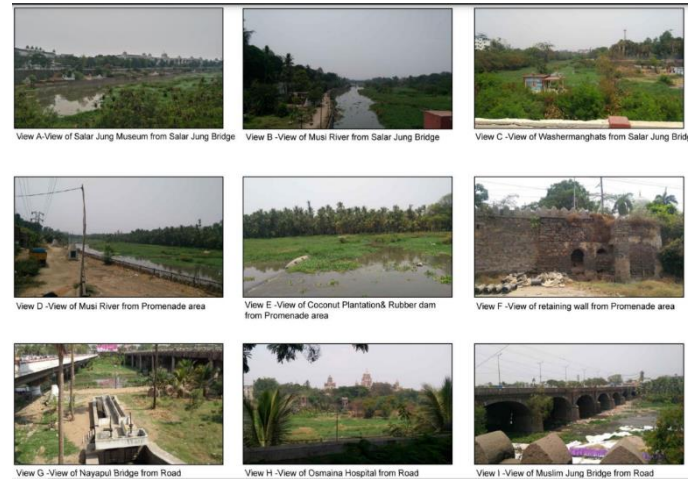 View A-View of Salar Jung Museum from Salar Jung Bridge
View B -View of Musi River from Salar Jung Bridge
View C -View of Washermanghats from Salar Jung Bridg
View D -View of Musi River from Promenade area
View E -View of Coconut Plantation& Rubber dam
from Promenade area
View F -View of retaining wall from Promenade area
View G -View of Nayapul Bridge from Road
View H -View of Osmaina Hospital from Road
View I -View of Muslim Jung Bridge from Road